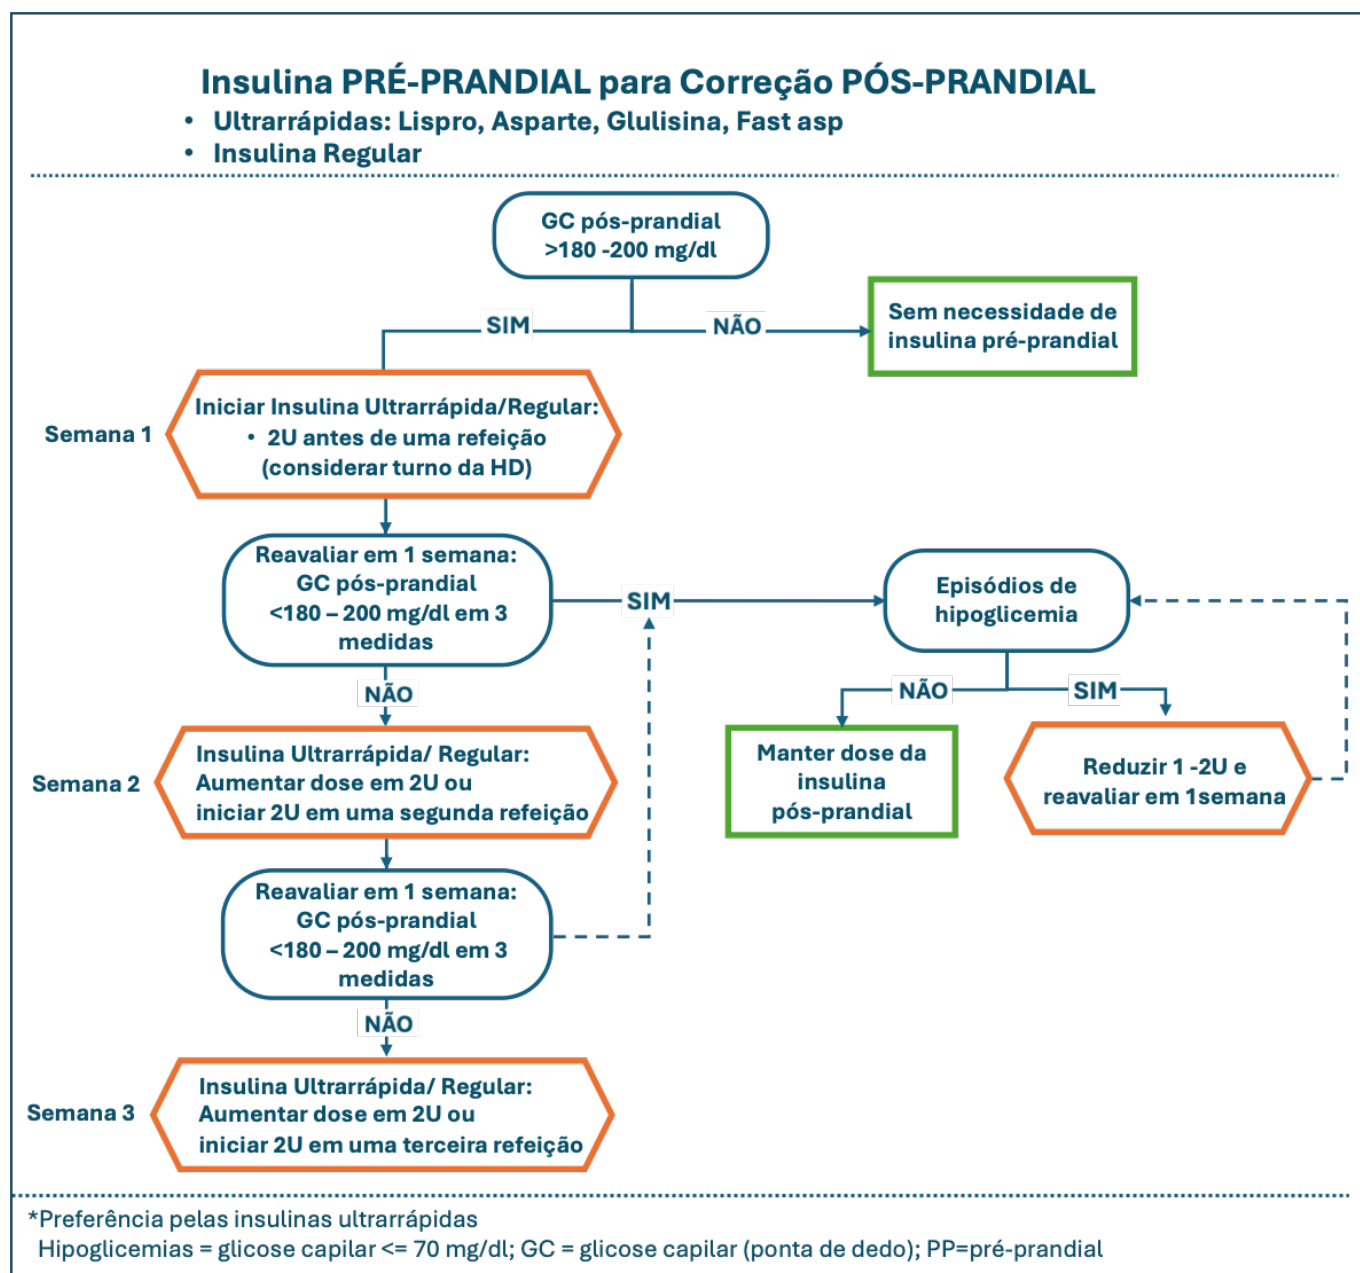 Insulina PRÉ-PRANDIAL para Correção PÓS-PRANDIAL
• Ultrarrápidas: Lispro, Asparte, Glulisina, Fast asp
• Insulina Regular
GC pós-prandial
>180 -200 mg/dl
SIM
NÃO
Sem necessidade de
insulina pré-prandial
Semana 1
Iniciar Insulina Ultrarrápida/Regular:
• 2U antes de uma refeição
(considerar turno da HD)
Reavaliar em 1 semana:
GC pós-prandial
<180 – 200 mg/dl em 3
medidas
SIM
Episódios de
hipoglicemia
NÃO
NÃO
SIM
Semana 2
Insulina Ultrarrápida/ Regular:
Aumentar dose em 2U ou
iniciar 2U em uma segunda refeição
Manter dose da
insulina
pós-prandial
Reduzir 1 -2U e
reavaliar em 1semana
Reavaliar em 1 semana:
GC pós-prandial
<180 – 200 mg/dl em 3
medidas
NÃO
Semana 3
Insulina Ultrarrápida/ Regular:
Aumentar dose em 2U ou
iniciar 2U em uma terceira refeição
*Preferência pelas insulinas ultrarrápidas
Hipoglicemias = glicose capilar <= 70 mg/dl; GC = glicose capilar (ponta de dedo); PP=pré-prandial